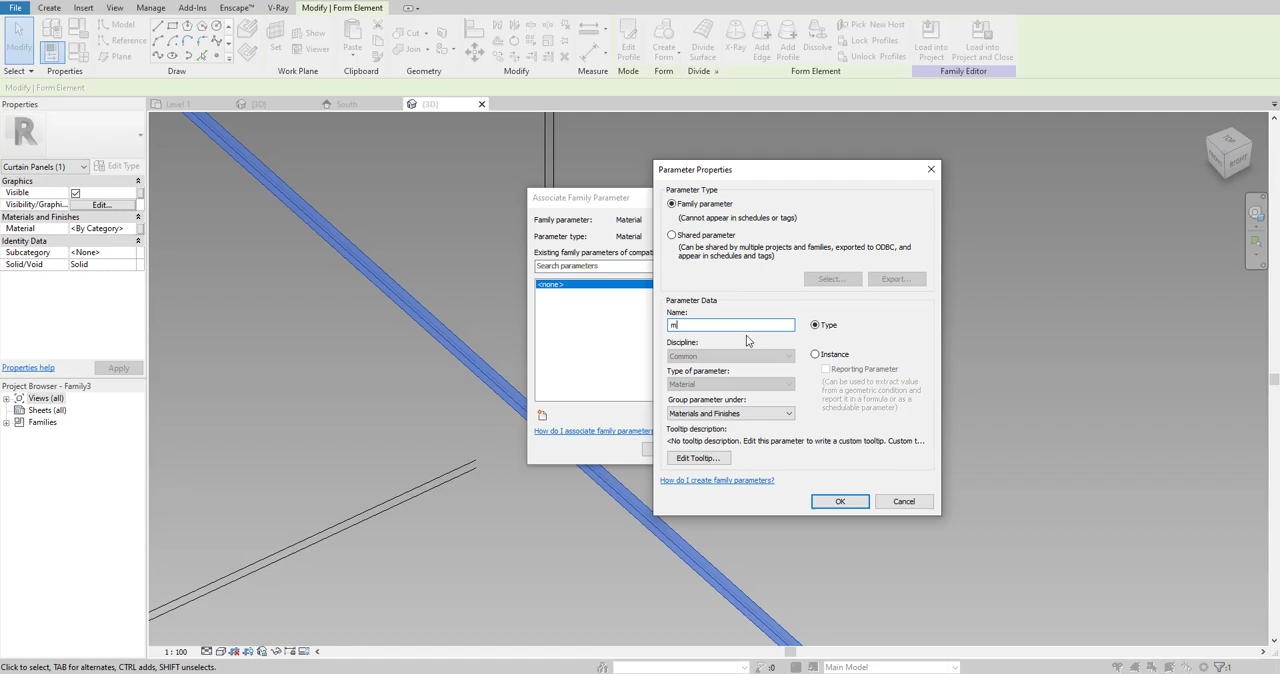 File Create Insert View Manage Add-Ins Enscape™ V-Ray Modify | Form Element
Modify
Model
Reference
Plane
Set
Show
Viewer
Paste
Cut
Join
Edit Profile
Create Form
Divide Surface
X-Ray
Add Edge
Add Profile
Dissolve
Pick New Host
Lock Profiles
Unlock Profiles
Load into Project
Load into Project and Close
Select Properties Draw Work Plane Clipboard Geometry Modify Measure Mode Form Divide » Form Element Family Editor
Modify | Form Element
Properties
Level 1 {3D} South {3D}
R
Curtain Panels (1) Edit Type
Graphics
Visible
Visibility/Graphi... Edit...
Materials and Finishes
Material <By Category>
Identity Data
Subcategory <None>
Solid/Void Solid
Properties help Apply
Project Browser - Family3
Views (all)
Sheets (all)
Families
TOP
RIGHT
Associate Family Parameter
Family parameter: Material
Parameter type: Material
Existing family parameters of compat
Search parameters
<none>
How do I associate family parameters
Parameter Properties
Parameter Type
Family parameter
(Cannot appear in schedules or tags)
Shared parameter
(Can be shared by multiple projects and families, exported to ODBC, and
appear in schedules and tags)
Select... Export...
Parameter Data
Name:
m Type
Discipline:
Common Instance
Type of parameter: Reporting Parameter
Material (Can be used to extract value
from a geometric condition and
report it in a formula or as a
schedulable parameter)
Group parameter under:
Materials and Finishes
Tooltip description:
<No tooltip description. Edit this parameter to write a custom tooltip. Custom t...
Edit Tooltip...
How do I create family parameters?
OK Cancel
1 : 100
Click to select, TAB for alternates, CTRL adds, SHIFT unselects. :0 Main Model :1